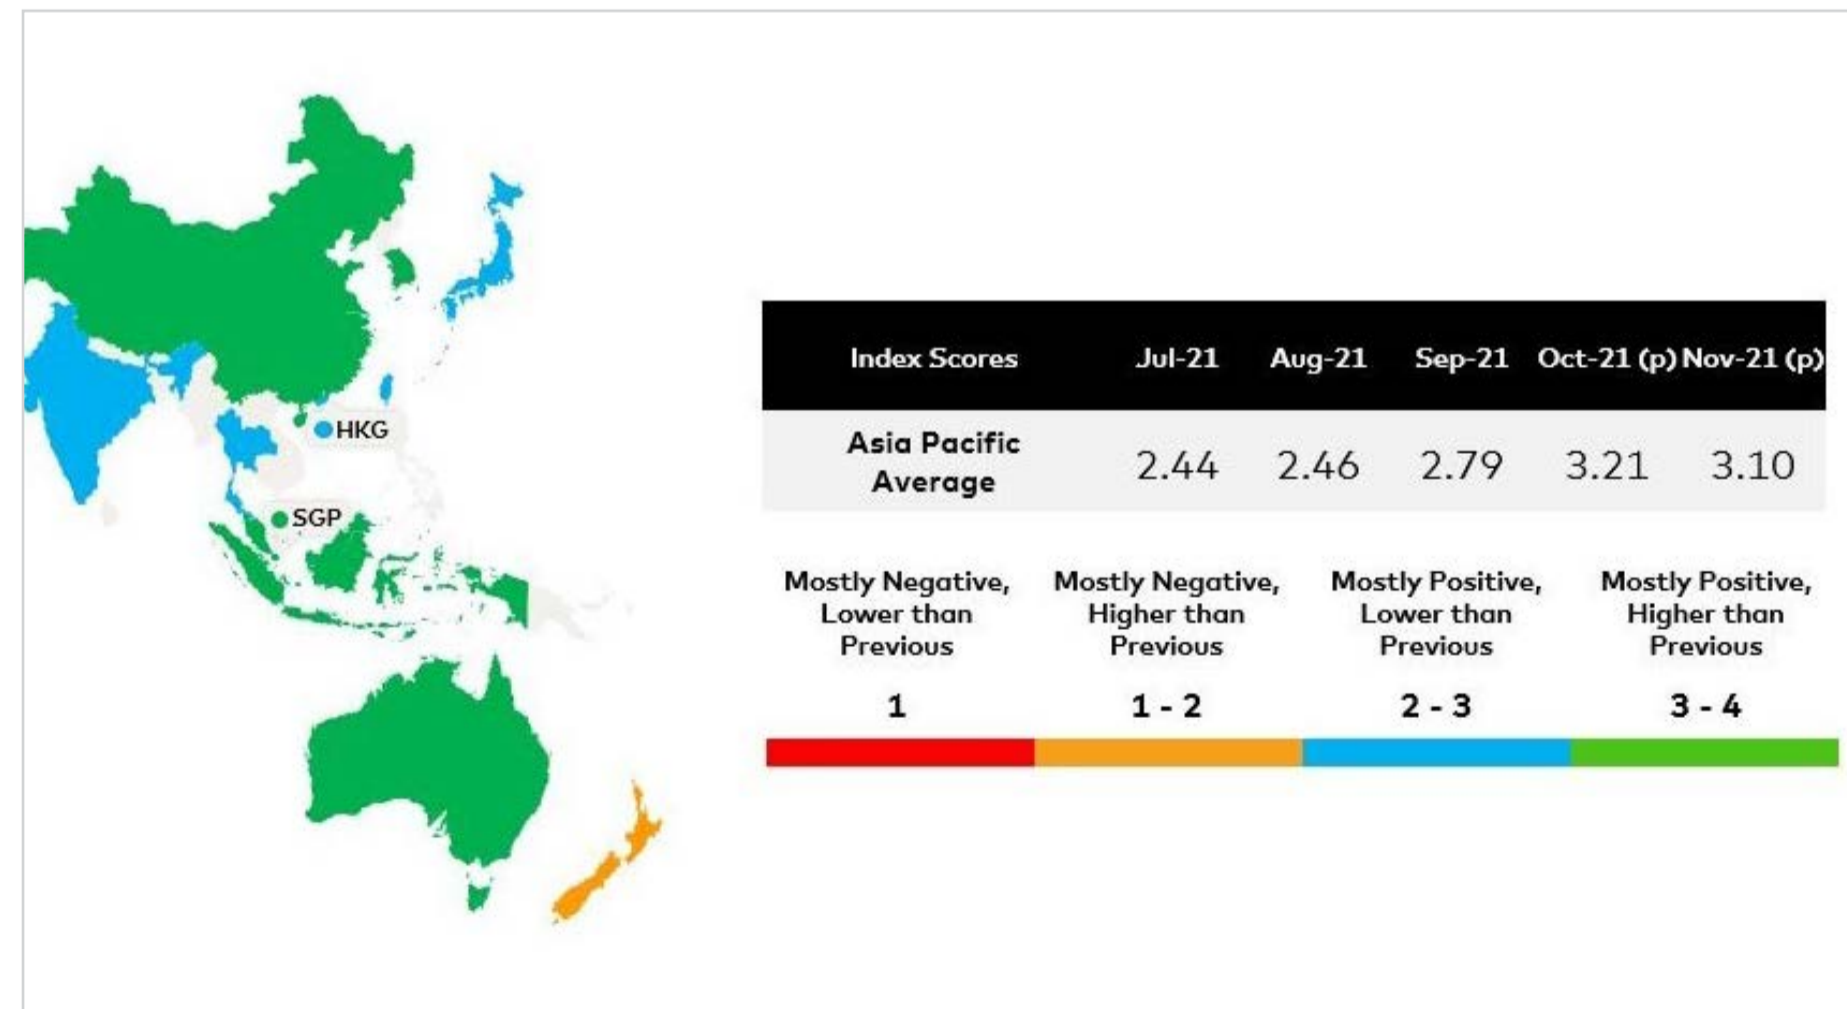 HKG
SGP
Index Scores Jul-21 Aug-21 Sep-21 Oct-21 (p) Nov-21 (p)
Asia Pacific
Average 2.44 2.46 2.79 3.21 3.10
Mostly Negative, Mostly Negative, Mostly Positive, Mostly Positive,
Lower than Higher than Lower than Higher than
Previous Previous Previous Previous
1 1 - 2 2 - 3 3 - 4